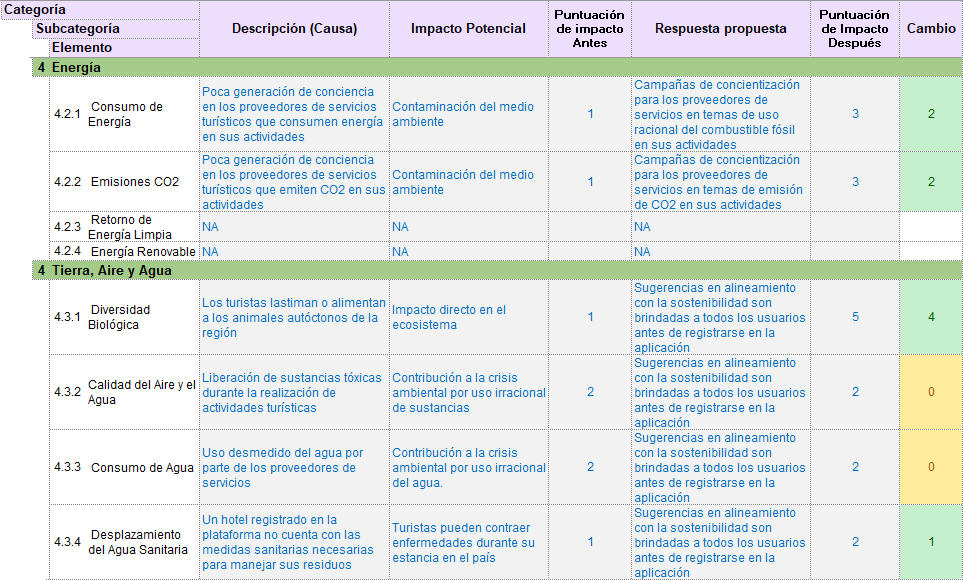 Categoría
Subcategoría
Elemento
Descripción (Causa)
Impacto Potencial
Puntuación
de impacto
Antes
Respuesta propuesta
Puntuación
de Impacto
Después
Cambio
4 Energía
4.2.1
Consumo de
Energía
Poca generación de conciencia
en los proveedores de servicios
turísticos que consumen energía
en sus actividades
Contaminación del medio
ambiente
1
Campañas de concientización
para los proveedores de
servicios en temas de uso
racional del combustible fósil
en sus actividades
3
2
4.2.2
Emisiones CO2
Poca generación de conciencia
en los proveedores de servicios
turísticos que emiten CO2 en sus
actividades
Contaminación del medio
ambiente
1
Campañas de concientización
para los proveedores de
servicios en temas de emisión
de CO2 en sus actividades
3
2
4.2.3
Retorno de
Energía Limpia
NA
NA
NA
4.2.4
Energía Renovable
NA
NA
NA
4 Tierra, Aire y Agua
4.3.1
Diversidad
Biológica
Los turistas lastiman o alimentan
a los animales autóctonos de la
región
Impacto directo en el
ecosistema
1
Sugerencias en alineamiento
con la sostenibilidad son
brindadas a todos los usuarios
antes de registrarse en la
aplicación
5
4
4.3.2
Calidad del Aire y el
Agua
Liberación de sustancias tóxicas
durante la realización de
actividades turísticas
Contribución a la crisis
ambiental por uso irracional
de sustancias
2
Sugerencias en alineamiento
con la sostenibilidad son
brindadas a todos los usuarios
antes de registrarse en la
aplicación
2
0
4.3.3
Consumo de Agua
Uso desmedido del agua por
parte de los proveedores de
servicios
Contribución a la crisis
ambiental por uso irracional
del agua.
2
Sugerencias en alineamiento
con la sostenibilidad son
brindadas a todos los usuarios
antes de registrarse en la
aplicación
2
0
4.3.4
Desplazamiento
del Agua Sanitaria
Un hotel registrado en la
plataforma no cuenta con las
medidas sanitarias necesarias
para manejar sus residuos
Turistas pueden contraer
enfermedades durante su
estancia en el país
1
Sugerencias en alineamiento
con la sostenibilidad son
brindadas a todos los usuarios
antes de registrarse en la
aplicación
2
1